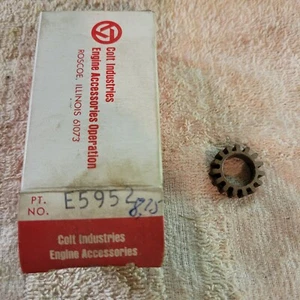 Colt Industries
Engine Accessories Operation
ROSCOE, ILLINOIS 61073
PT.
NO.
E5952
8.25
Colt Industries
Engine Accessories